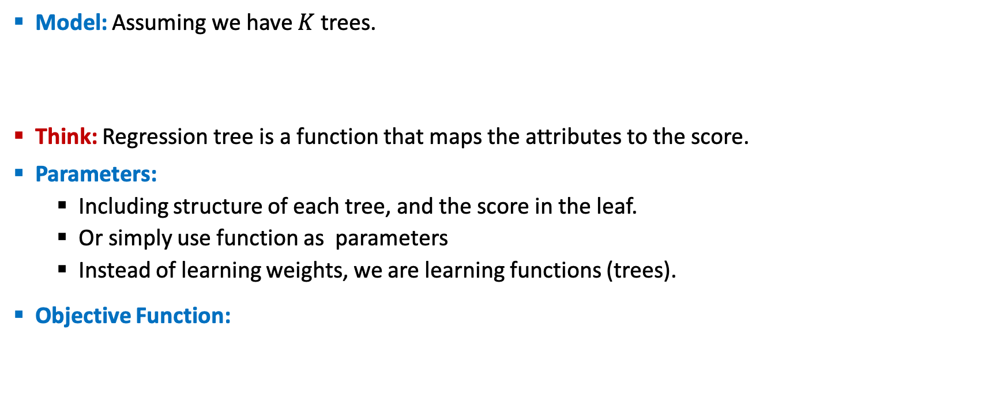 ▪ Model: Assuming we have K trees.
▪ Think: Regression tree is a function that maps the attributes to the score.
▪ Parameters:
▪ Including structure of each tree, and the score in the leaf.
▪ Or simply use function as  parameters
▪ Instead of learning weights, we are learning functions (trees).
▪ Objective Function: